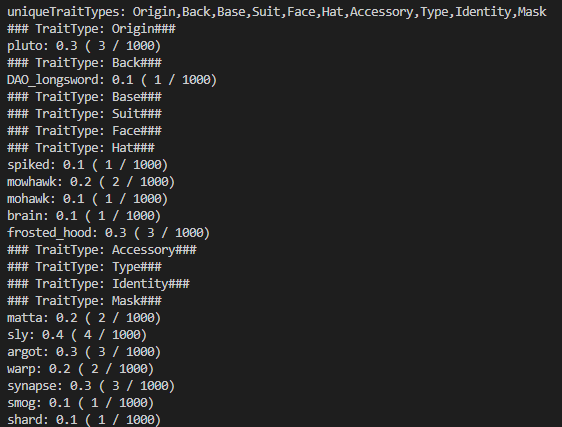 uniqueTraitTypes: Origin,Back,Base,Suit,Face,Hat,Accessory,Type,Identity,Mask
### TraitType: Origin###
pluto: 0.3 ( 3 / 1000)
### TraitType: Back###
DAO_longsword: 0.1 ( 1 / 1000)
### TraitType: Base###
### TraitType: Suit###
### TraitType: Face###
### TraitType: Hat###
spiked: 0.1 ( 1 / 1000)
mowhawk: 0.2 ( 2 / 1000)
mohawk: 0.1 ( 1 / 1000)
brain: 0.1 ( 1 / 1000)
frosted_hood: 0.3 ( 3 / 1000)
### TraitType: Accessory###
### TraitType: Type###
### TraitType: Identity###
### TraitType: Mask###
matta: 0.2 ( 2 / 1000)
sly: 0.4 ( 4 / 1000)
argot: 0.3 ( 3 / 1000)
warp: 0.2 ( 2 / 1000)
synapse: 0.3 ( 3 / 1000)
smog: 0.1 ( 1 / 1000)
shard: 0.1 ( 1 / 1000)